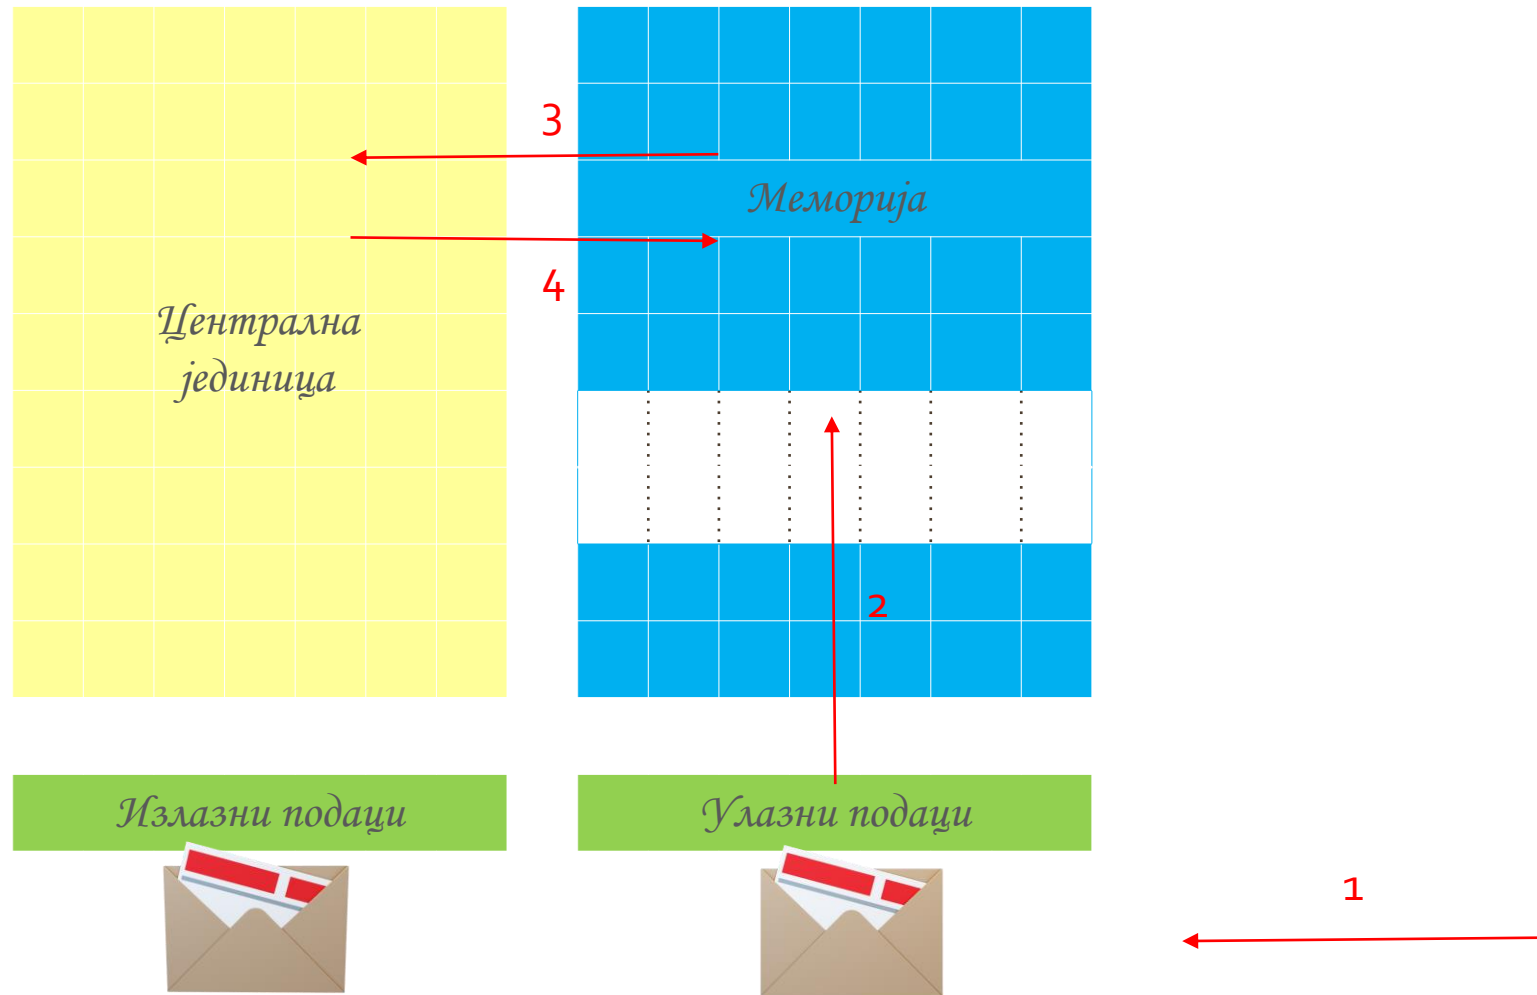 3
Меморија
4
Централна
јединица
2
Излазни подаци
Улазни подаци
1